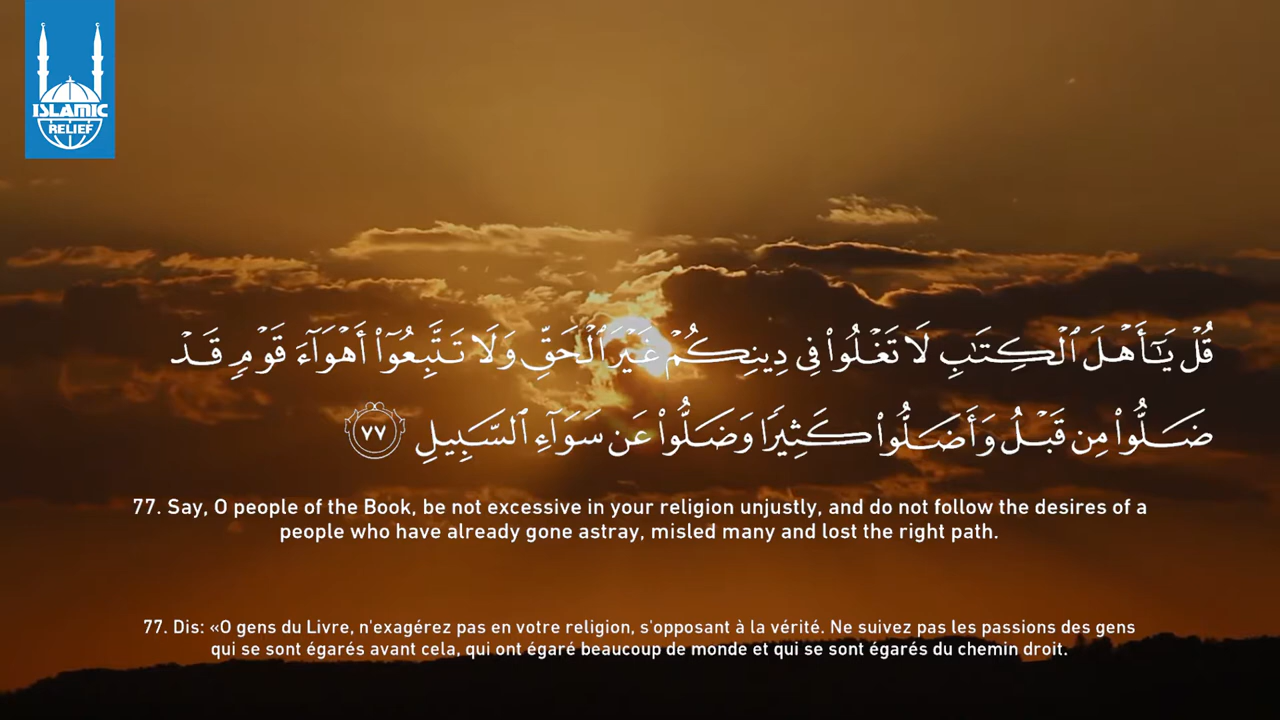 ISLAMIC
RELIEF
قُلْ يَٰٓأَهْلَ ٱلْكِتَٰبِ لَا تَغْلُوا۟ فِى دِينِكُمْ غَيْرَ ٱلْحَقِّ وَلَا تَتَّبِعُوٓا۟ أَهْوَآءَ قَوْمٍ قَدْ
ضَلُّوا۟ مِن قَبْلُ وَأَضَلُّوا۟ كَثِيرًا وَضَلُّوا۟ عَن سَوَآءِ ٱلسَّبِيلِ ٧٧
77. Say, O people of the Book, be not excessive in your religion unjustly, and do not follow the desires of a
people who have already gone astray, misled many and lost the right path.
77. Dis: «O gens du Livre, n'exagérez pas en votre religion, s'opposant à la vérité. Ne suivez pas les passions des gens
qui se sont égarés avant cela, qui ont égaré beaucoup de monde et qui se sont égarés du chemin droit.